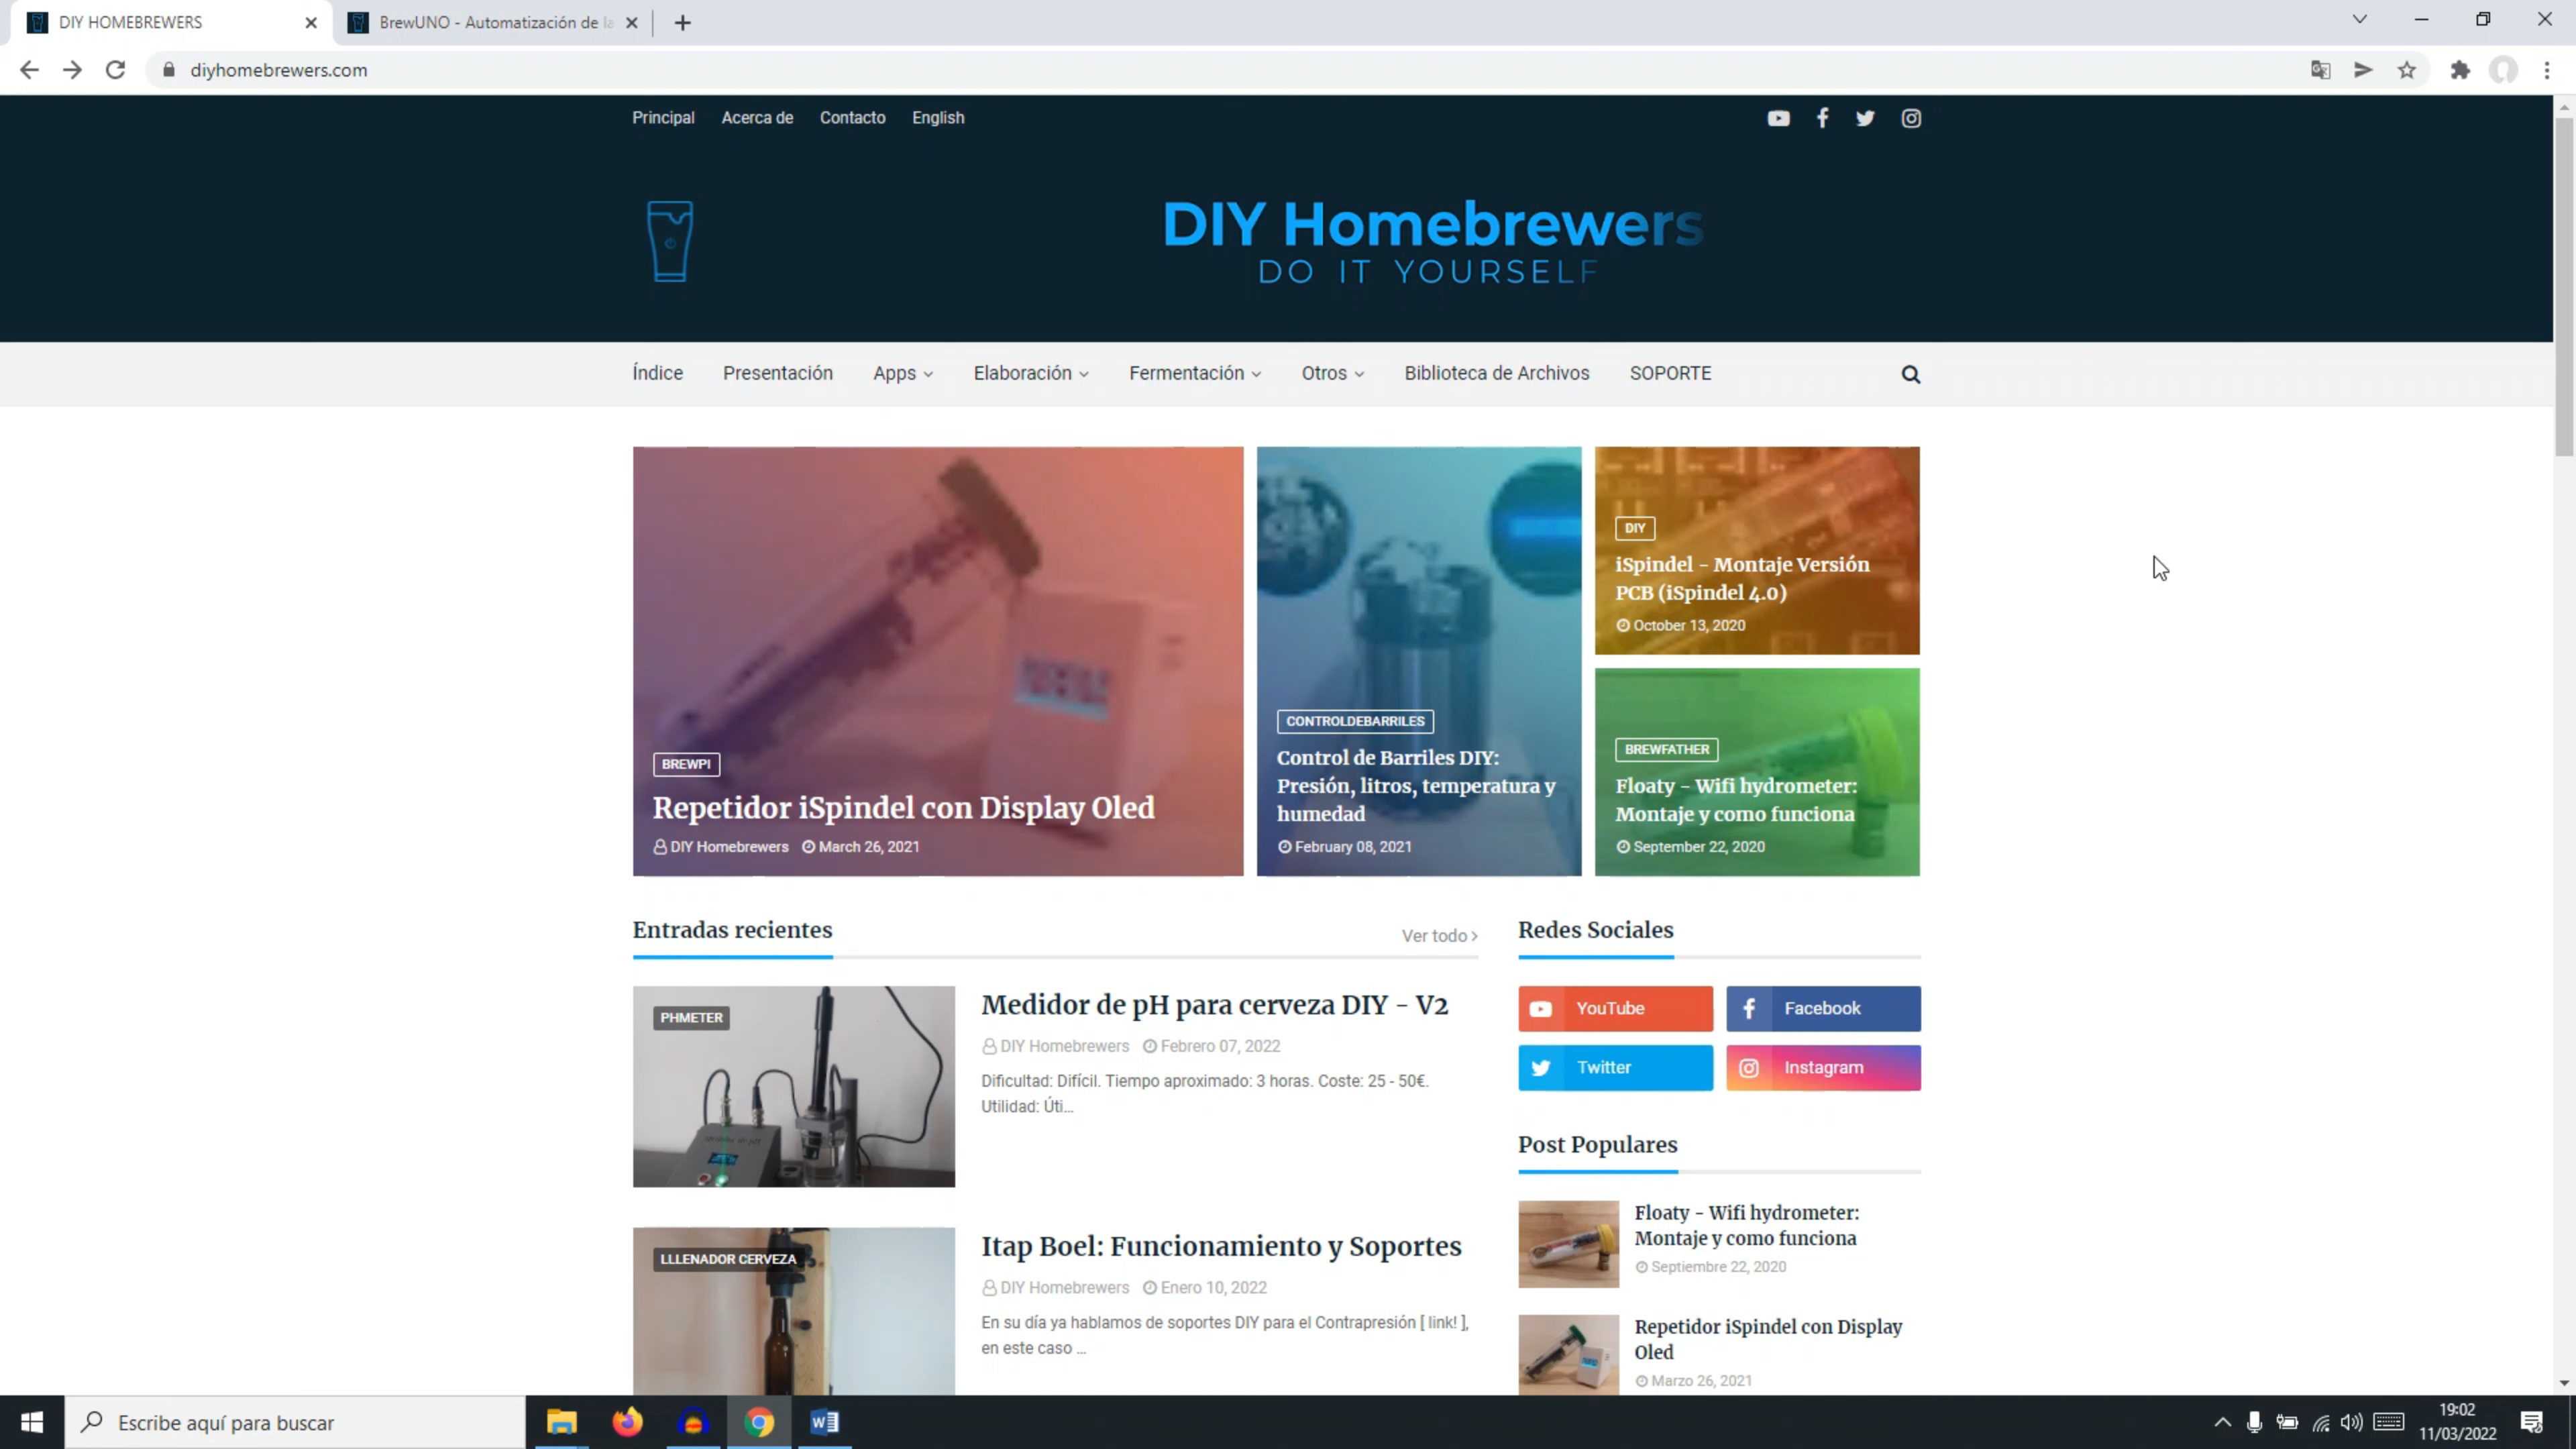 DIY HOMEBREWERS
BrewUNO - Automatización de la
diyhomebrewers.com
Principal Acerca de Contacto English
DIY Homebrewers
DO IT YOURSELF
Índice Presentación Apps Elaboración Fermentación Otros Biblioteca de Archivos SOPORTE
BREWPI
Repetidor iSpindel con Display Oled
DIY Homebrewers March 26, 2021
CONTROLDEBARRILES
Control de Barriles DIY:
Presión, litros, temperatura y
humedad
February 08, 2021
DIY
iSpindel - Montaje Versión
PCB (iSpindel 4.0)
October 13, 2020
BREWFATHER
Floaty - Wifi hydrometer:
Montaje y como funciona
September 22, 2020
Entradas recientes
Ver todo
PHMETER
Medidor de pH para cerveza DIY - V2
DIY Homebrewers Febrero 07, 2022
Dificultad: Difícil. Tiempo aproximado: 3 horas. Coste: 25 - 50€.
Utilidad: Úti...
LLLENADOR CERVEZA
Itap Boel: Funcionamiento y Soportes
DIY Homebrewers Enero 10, 2022
En su día ya hablamos de soportes DIY para el Contrapresión [ link! ],
en este caso ...
Redes Sociales
YouTube Facebook
Twitter Instagram
Post Populares
Floaty - Wifi hydrometer:
Montaje y como funciona
Septiembre 22, 2020
Repetidor iSpindel con Display
Oled
Marzo 26, 2021
Escribe aquí para buscar
19:02
11/03/2022